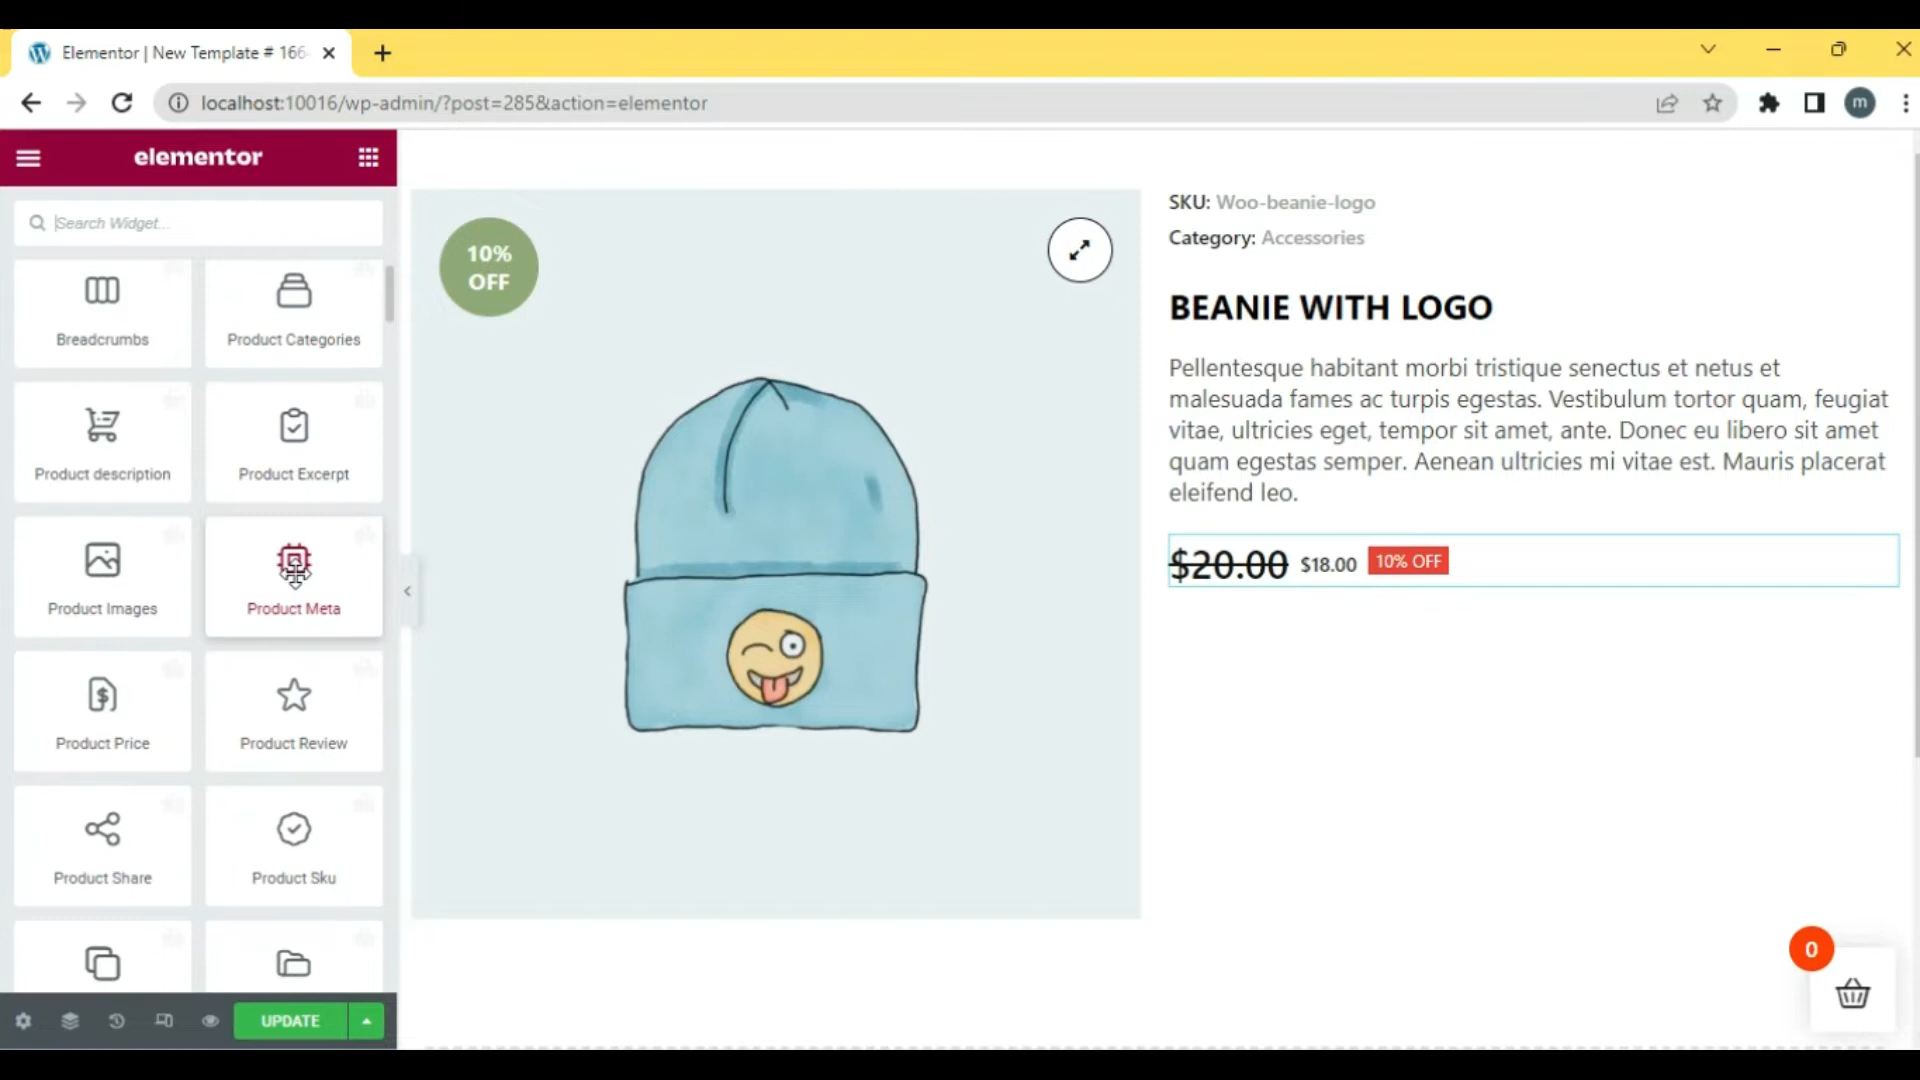 Elementor | New Template # 166
localhost:10016/wp-admin/?post=285&action=elementor
m
elementor
Search Widget...
Breadcrumbs
Product Categories
Product description
Product Excerpt
Product Images
Product Meta
Product Price
Product Review
Product Share
Product Sku
UPDATE
10%
OFF
SKU: Woo-beanie-logo
Category: Accessories
BEANIE WITH LOGO
Pellentesque habitant morbi tristique senectus et netus et
malesuada fames ac turpis egestas. Vestibulum tortor quam, feugiat
vitae, ultricies eget, tempor sit amet, ante. Donec eu libero sit amet
quam egestas semper. Aenean ultricies mi vitae est. Mauris placerat
eleifend leo.
$20.00 $18.00 10% OFF
0